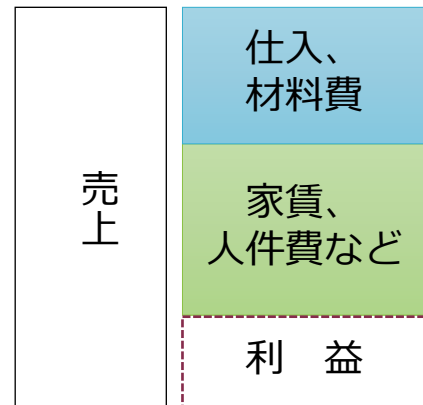 売上
仕入、
材料費
家賃、
人件費など
利　益